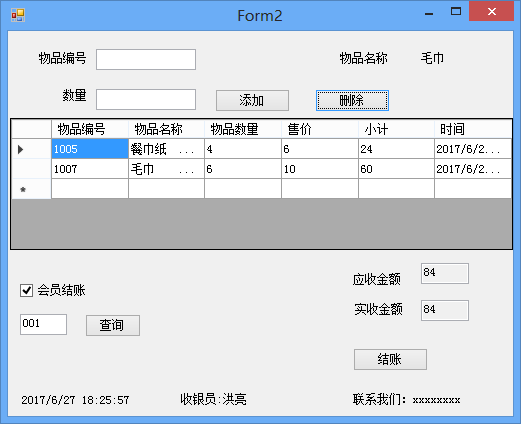 Form2
物品编号 物品名称 毛巾
数量 添加 删除
物品编号 物品名称 物品数量 售价 小计 时间
1005 餐巾纸 ... 4 6 24 2017/6/2...
1007 毛巾 ... 6 10 60 2017/6/2...
应收金额 84
会员结账
实收金额 84
001 查询
结账
2017/6/27 18:25:57 收银员:洪亮 联系我们: xxxxxxxx